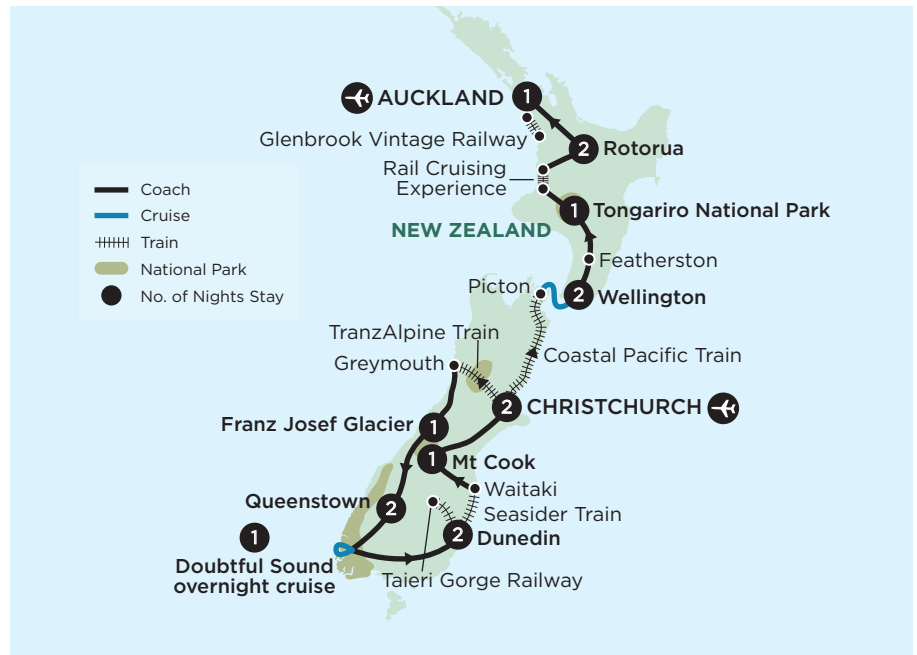 AUCKLAND
1
Glenbrook Vintage Railway
2
Rotorua
Rail Cruising
Experience
Coach
Cruise
Train
National Park
No. of Nights Stay
1
Tongariro National Park
NEW ZEALAND
Featherston
Picton
2
Wellington
TranzAlpine Train
Greymouth
Coastal Pacific Train
2
CHRISTCHURCH
Franz Josef Glacier
1
1
Mt Cook
Waitaki
Queenstown
2
Seasider Train
1
2
Dunedin
Doubtful Sound
overnight cruise
Taieri Gorge Railway